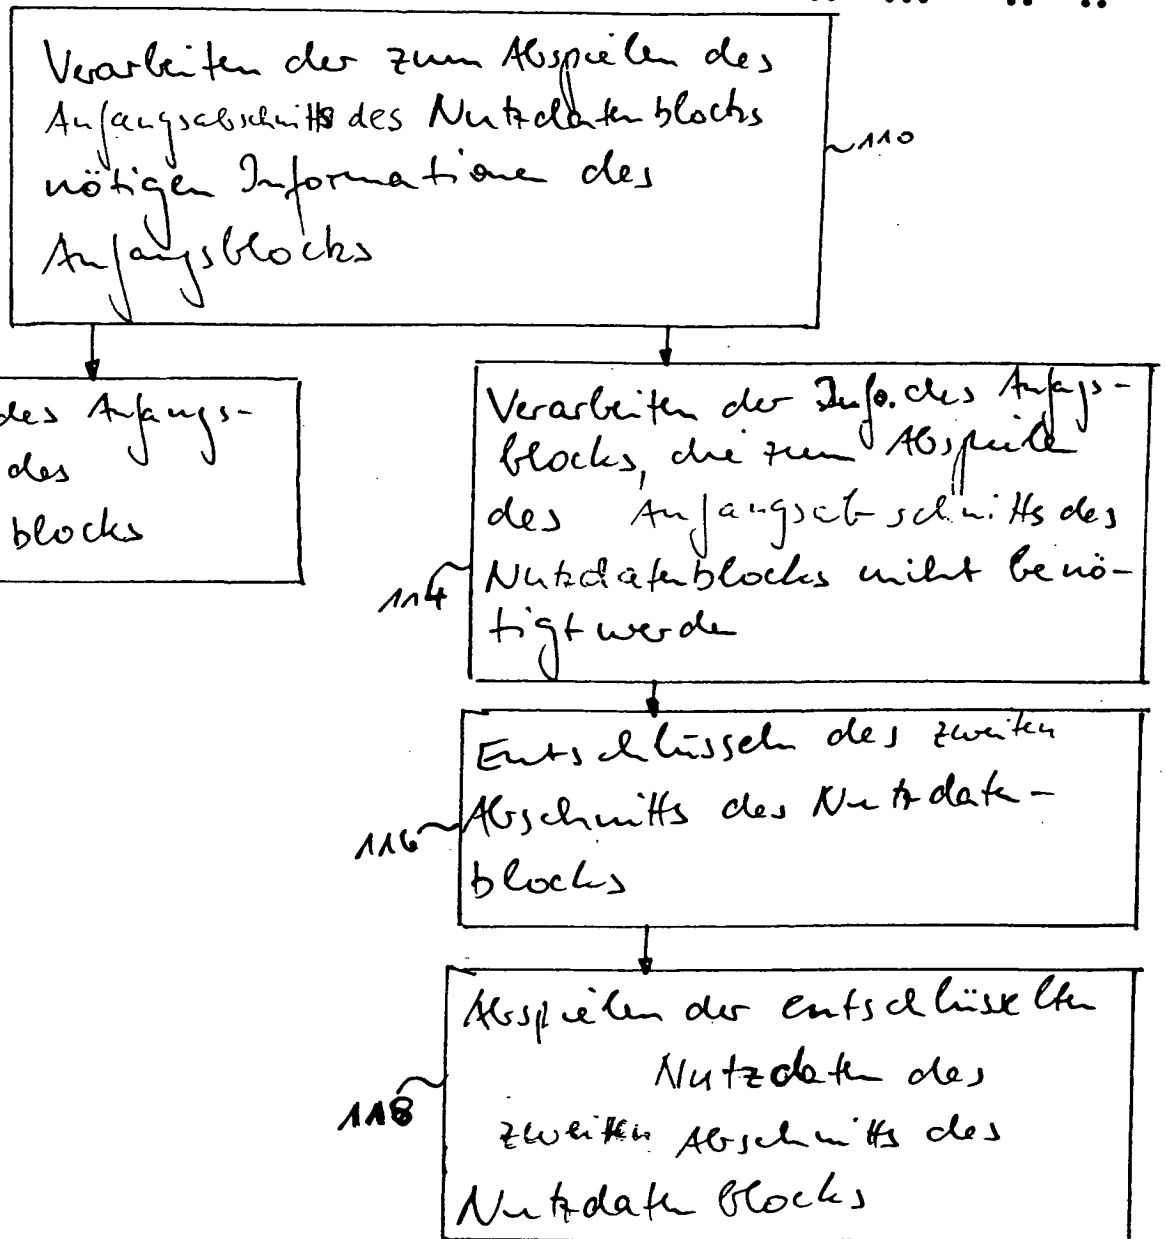 Verarbeiten der zum Abspielen des
Anfangsabschnitts des Nutzdatenblocks
nötigen Informationen des
Anfangsblocks
110
des Anfangs-
des
blocks
Verarbeiten der Info. des Anfangs-
blocks, die zum Abspielen
des Anfangsabschnitts des
Nutzdatenblocks nicht benö-
tigt werden
114
Entschlüsseln des zweiten
Abschnitts des Nutzdaten-
blocks
116
Abspielen der entschlüsselten
Nutzdaten des
zweiten Abschnitts des
Nutzdatenblocks
118